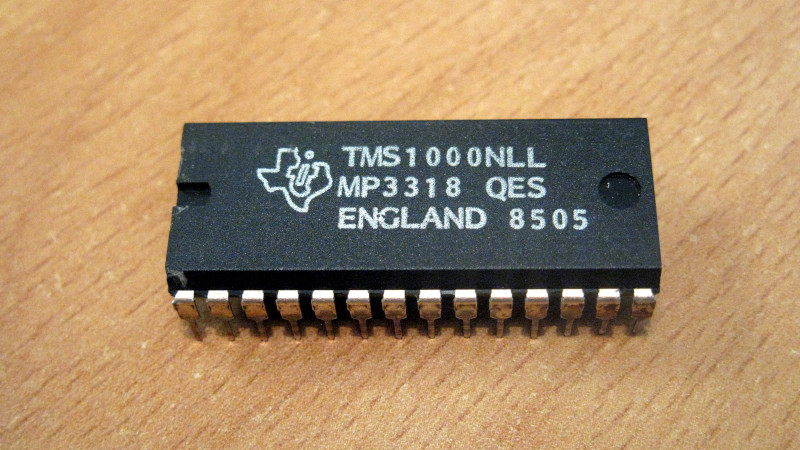 TMS1000NLL
MP3318 QES
ENGLAND 8505